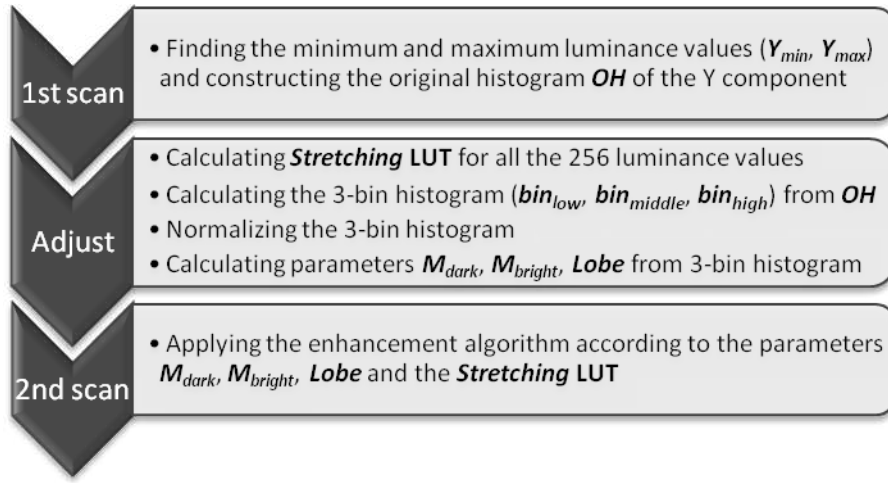 1st scan
• Finding the minimum and maximum luminance values (Ymin, Ymax)
and constructing the original histogram OH of the Y component
Adjust
• Calculating Stretching LUT for all the 256 luminance values
• Calculating the 3-bin histogram (binlow, binmiddle, binhigh) from OH
• Normalizing the 3-bin histogram
• Calculating parameters Mdark, Mbright, Lobe from 3-bin histogram
2nd scan
• Applying the enhancement algorithm according to the parameters
Mdark, Mbright, Lobe and the Stretching LUT